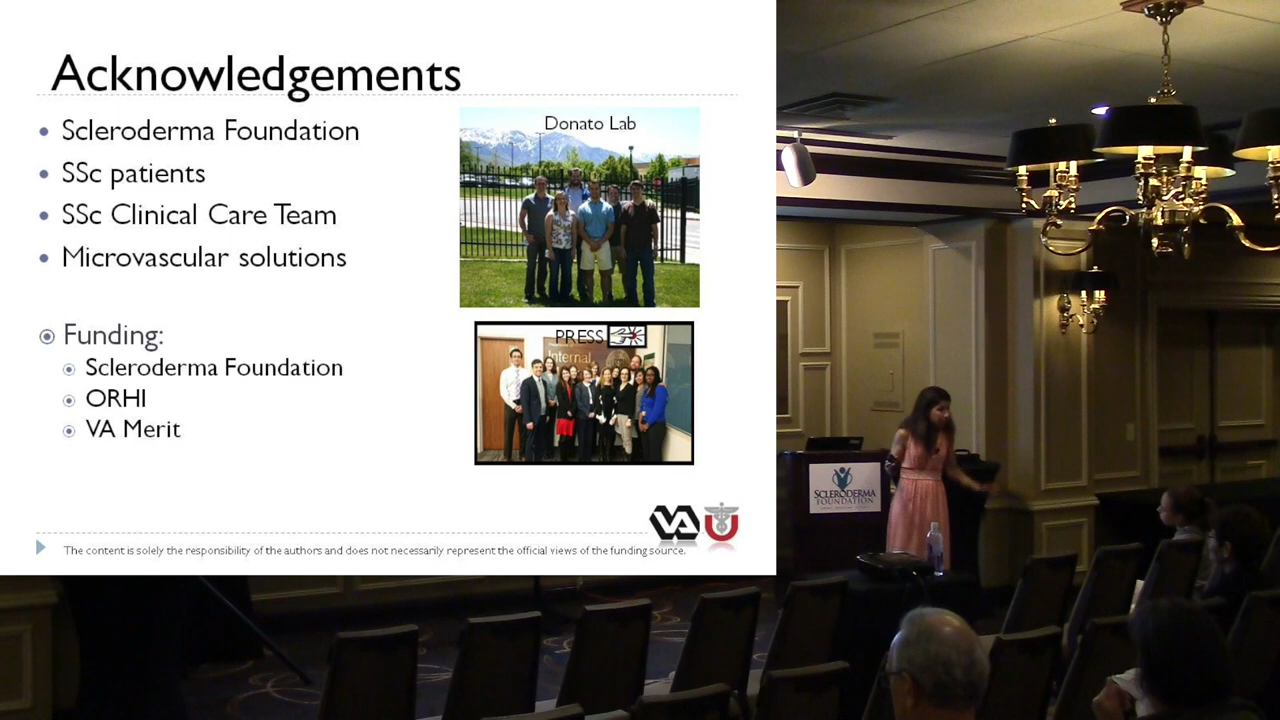 Acknowledgements
Scleroderma Foundation
SSc patients
SSc Clinical Care Team
Microvascular solutions
Funding:
Scleroderma Foundation
ORHI
VA Merit
Donato Lab
PRESS
Internal
VA
U
The content is solely the responsibility of the authors and does not necessarily represent the official views of the funding source.
SCLERODERMA
FOUNDATION